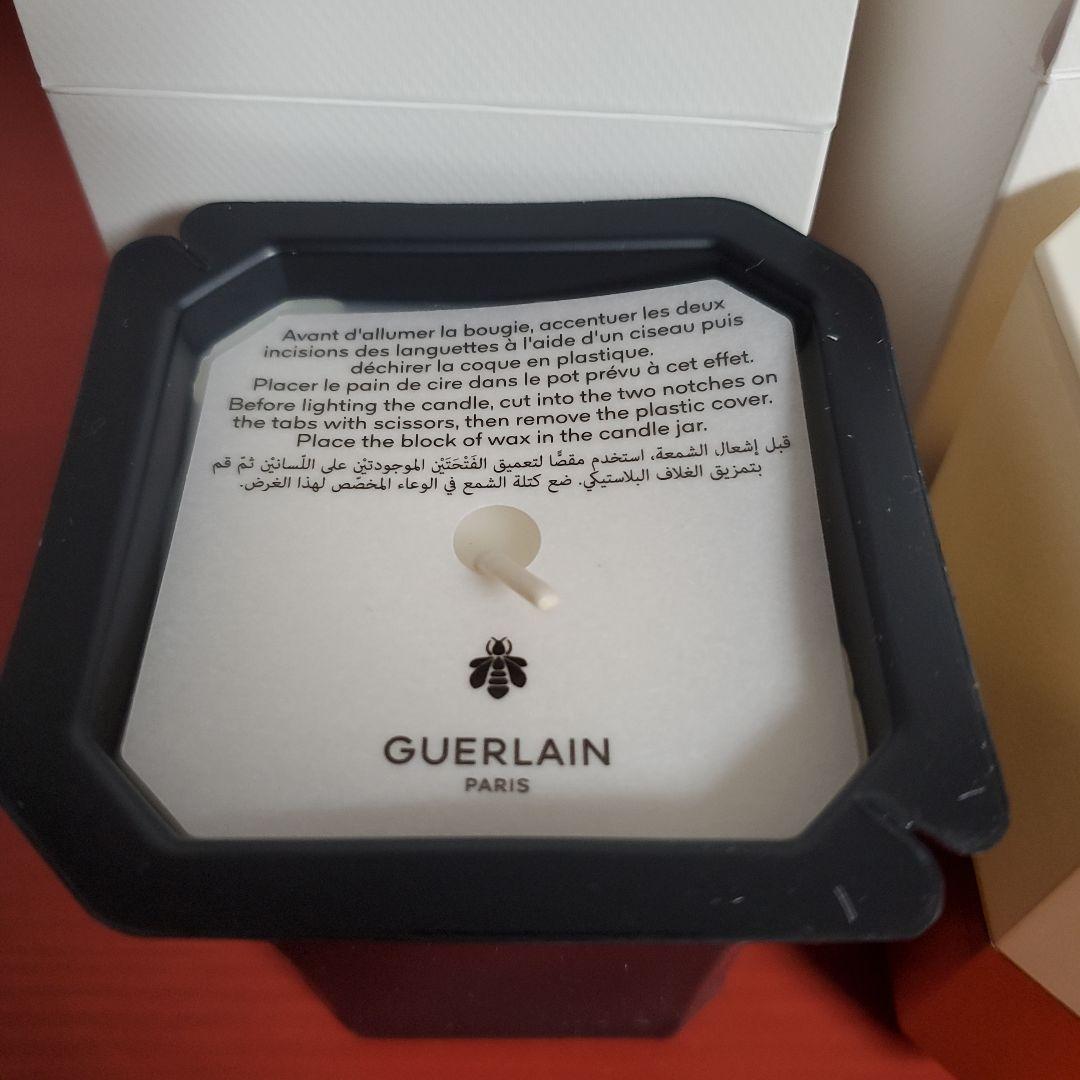 Avant d'allumer la bougie, accentuer les deux
incisions des languettes à l'aide d'un ciseau puis
déchirer la coque en plastique.
Placer le pain de cire dans le pot prévu à cet effet.
Before lighting the candle, cut into the two notches on
the tabs with scissors, then remove the plastic cover.
Place the block of wax in the candle jar.
قبل إشعال الشمعة، استخدم مقصًّا لتعميق الفَتْحَتَيْن الموجودتيْن على اللّسانيْن ثمّ قم
بتمزيق الغلاف البلاستيكي. ضع كتلة الشمع في الوعاء المخصّص لهذا الغرض.
GUERLAIN
PARIS